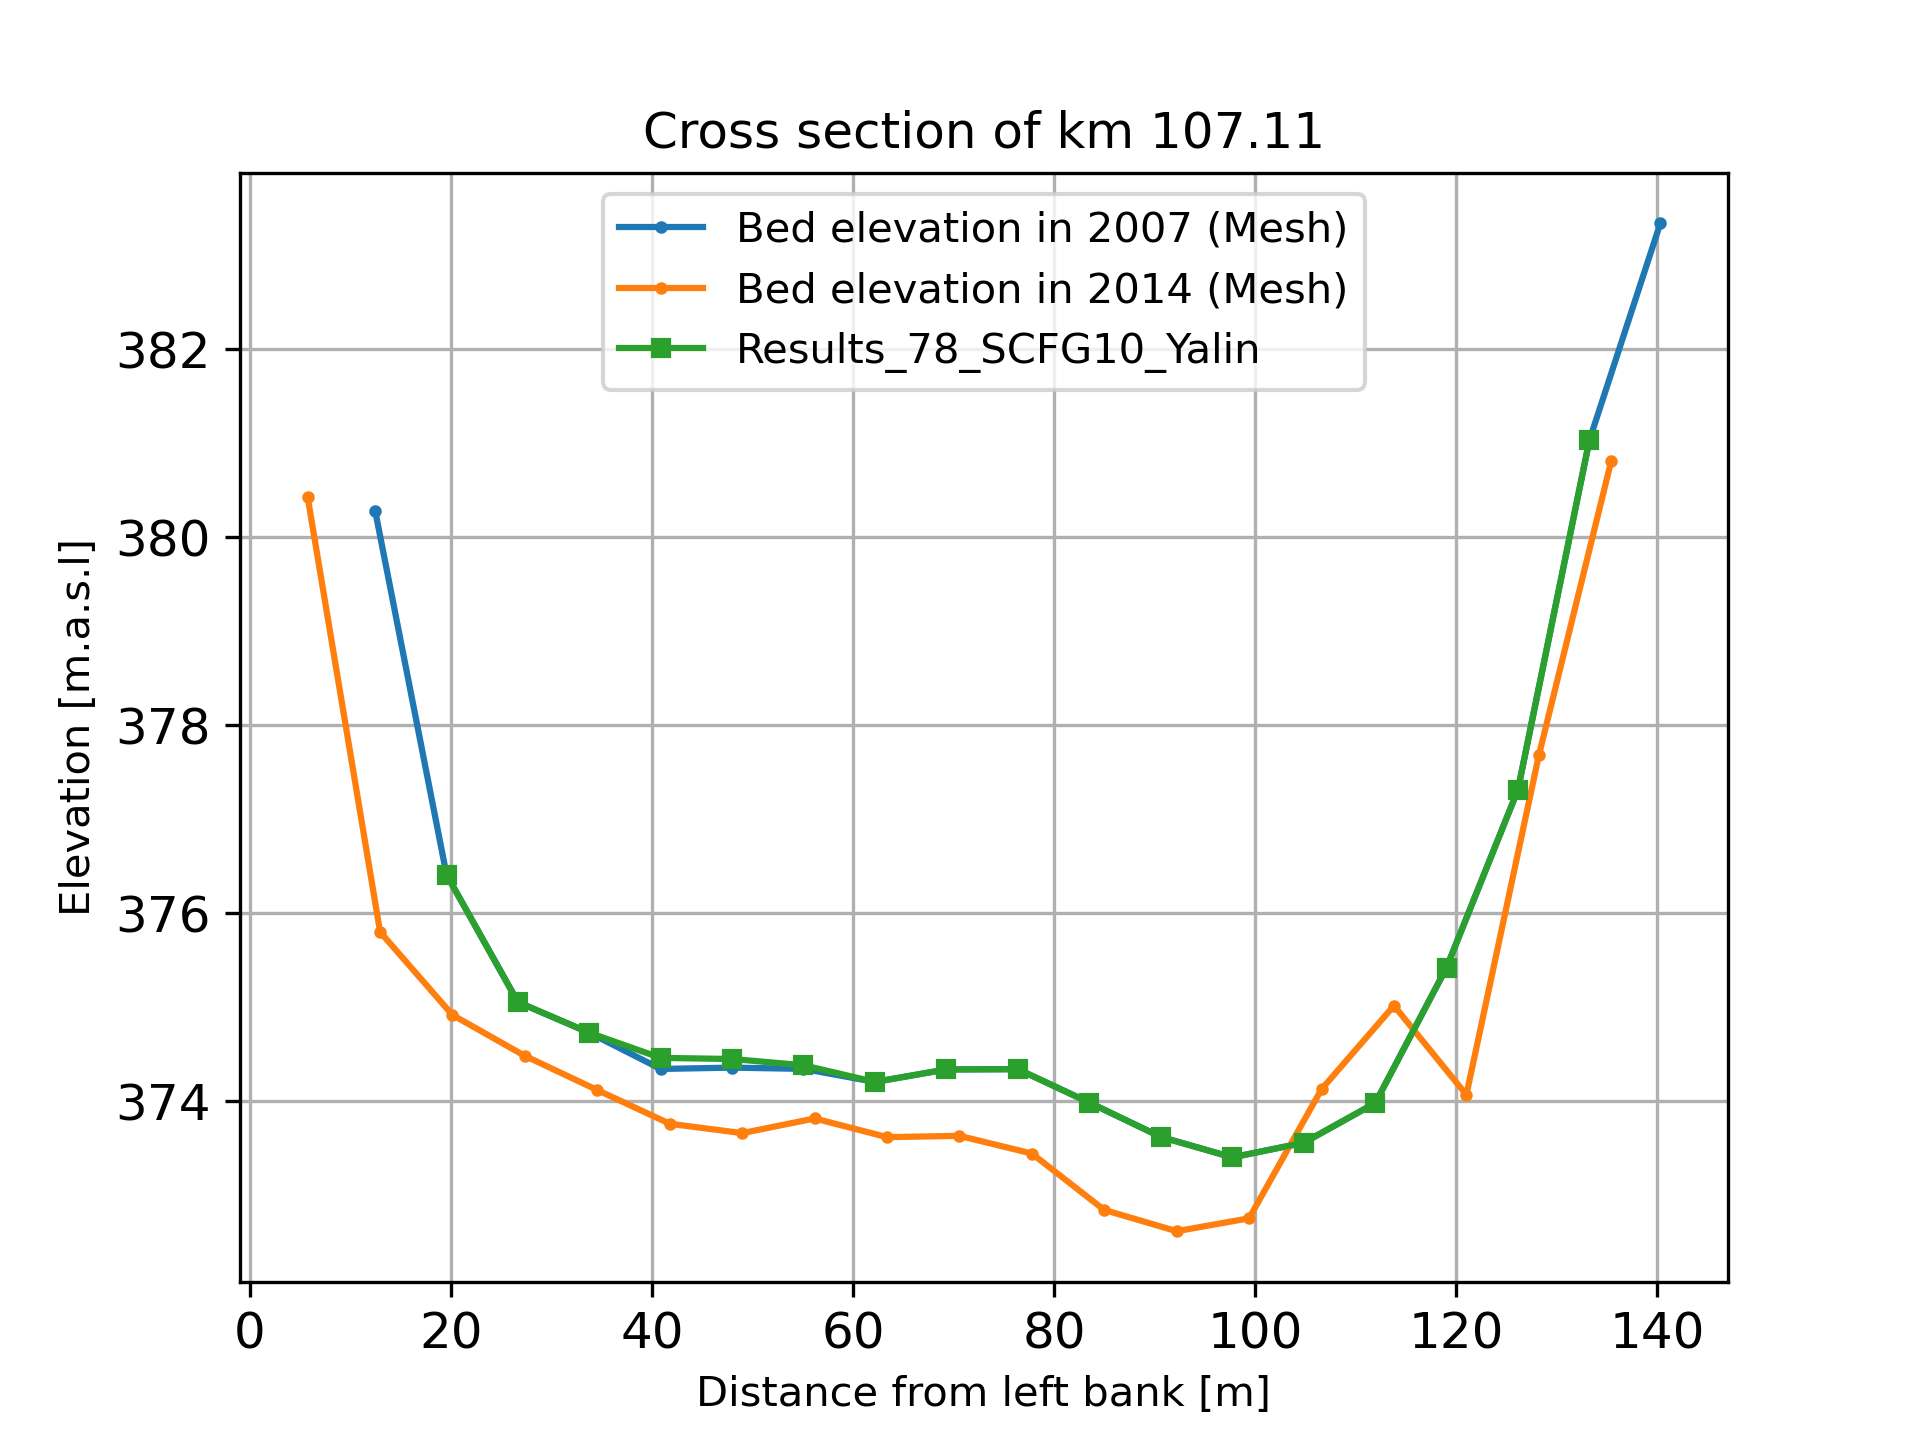 Cross section of km 107.11
Bed elevation in 2007 (Mesh)
Bed elevation in 2014 (Mesh)
Results_78_SCFG10_Yalin
382
380
378
376
374
Elevation [m.a.s.l]
0 20 40 60 80 100 120 140
Distance from left bank [m]